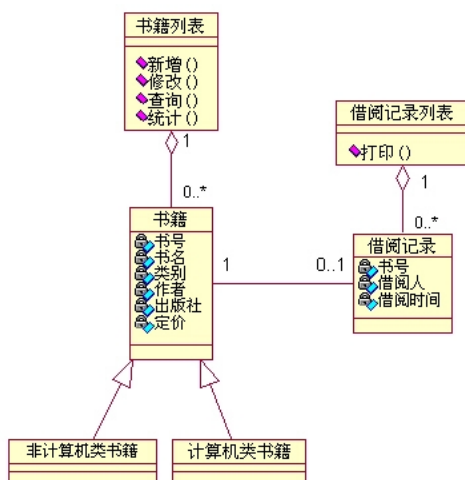 书籍列表
新增()
修改()
查询()
统计()
1
0..*
借阅记录列表
打印()
1
0..*
书籍
书号
书名
类别
作者
出版社
定价
1
0..1
借阅记录
书号
借阅人
借阅时间
非计算机类书籍
计算机类书籍